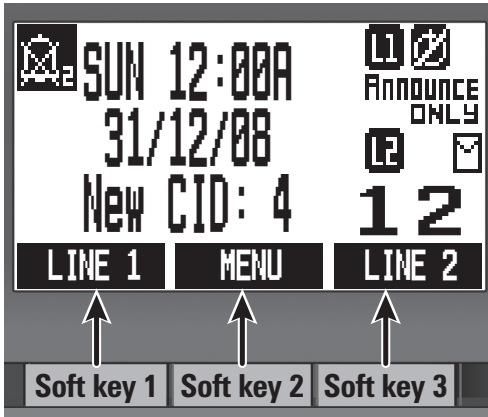 2
SUN 12:00A
31/12/08
New CID: 4
L1
ANNOUNCE
ONLY
L2
12
LINE 1 MENU LINE 2
Soft key 1 Soft key 2 Soft key 3